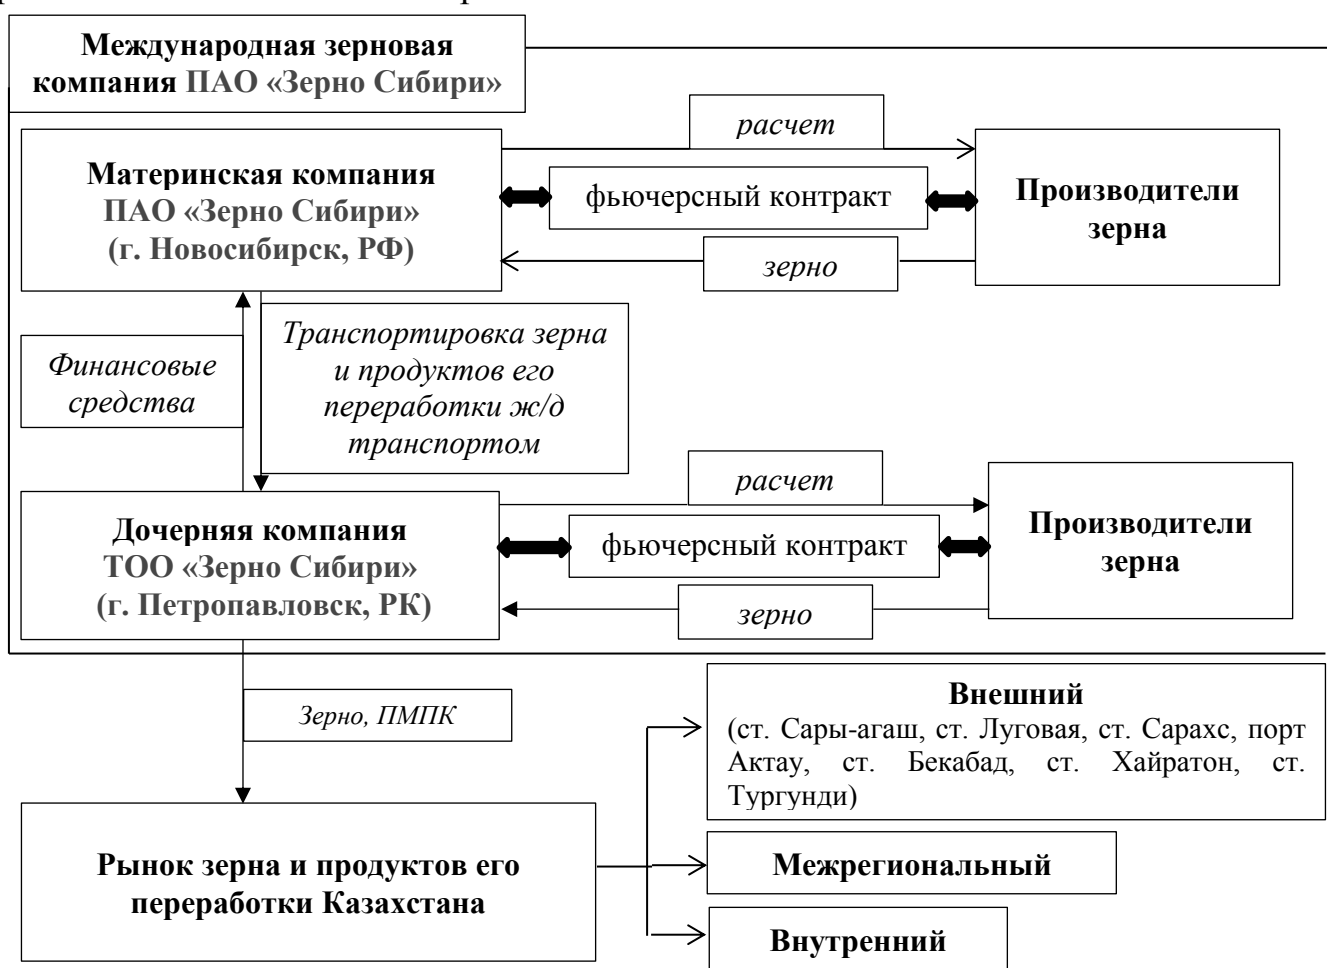 Международная зерновая
компания ПАО «Зерно Сибири»
расчет
Материнская компания
ПАО «Зерно Сибири»
(г. Новосибирск, РФ)
фьючерсный контракт
Производители
зерна
зерно
Финансовые
средства
Транспортировка зерна
и продуктов его
переработки ж/д
транспортом
расчет
Дочерняя компания
ТОО «Зерно Сибири»
(г. Петропавловск, РК)
фьючерсный контракт
Производители
зерна
зерно
Зерно, ПМПК
Внешний
(ст. Сары-агаш, ст. Луговая, ст. Сарахс, порт
Актау, ст. Бекабад, ст. Хайратон, ст.
Тургунди)
Рынок зерна и продуктов его
переработки Казахстана
Межрегиональный
Внутренний